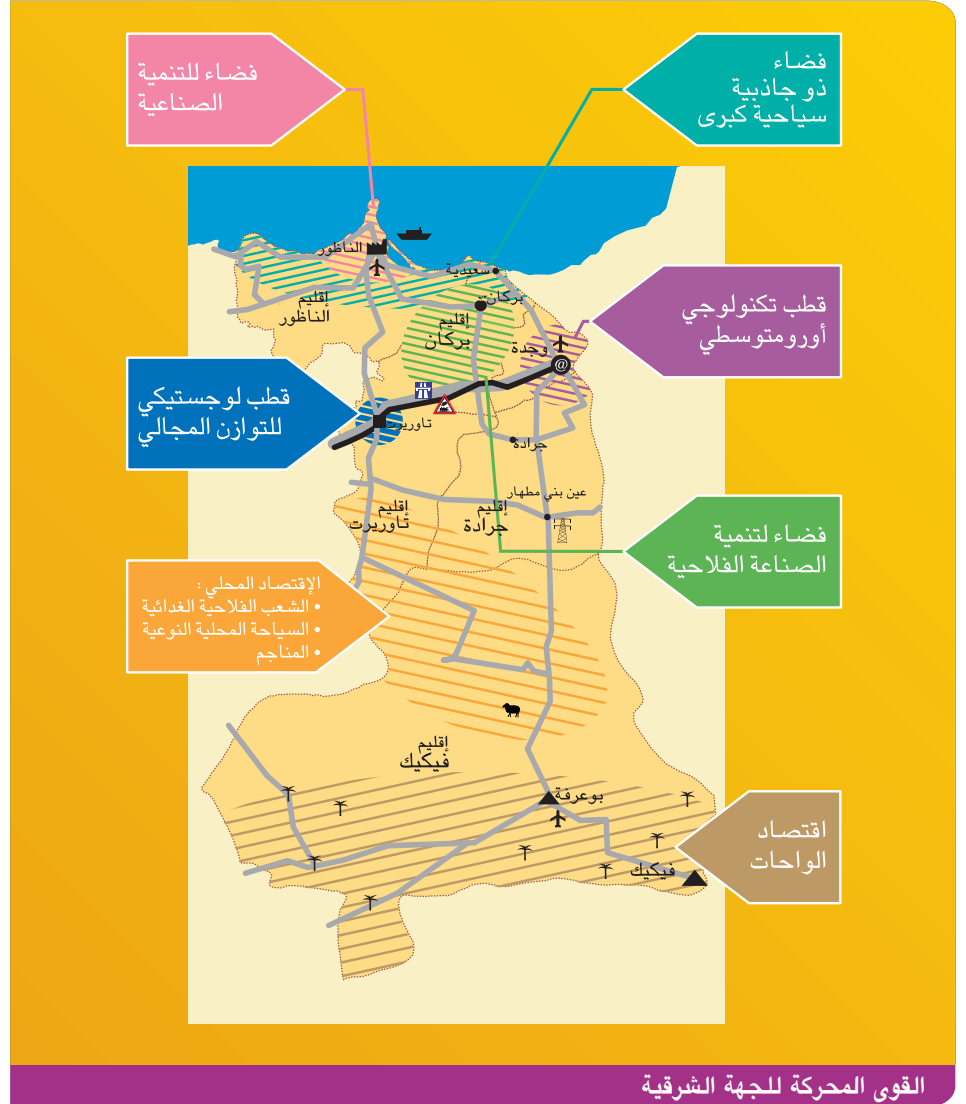 فضاء
ذو جاذبية
سياحية كبرى
فضاء للتنمية
الصناعية
الناظور
سعيدية
بركان
إقليم
الناظور
إقليم
بركان
وجدة
@
قطب تكنولوجي
أورومتوسطي
قطب لوجستيكي
للتوازن المجالي
تاوريرت
جرادة
عين بني مطهار
إقليم
تاوريرت
إقليم
جرادة
فضاء لتنمية
الصناعة الفلاحية
الإقتصاد المحلي :
• الشعب الفلاحية الغدائية
• السياحة المحلية النوعية
• المناجم
إقليم
فيكيك
بوعرفة
فيكيك
اقتصاد
الواحات
القوى المحركة للجهة الشرقية